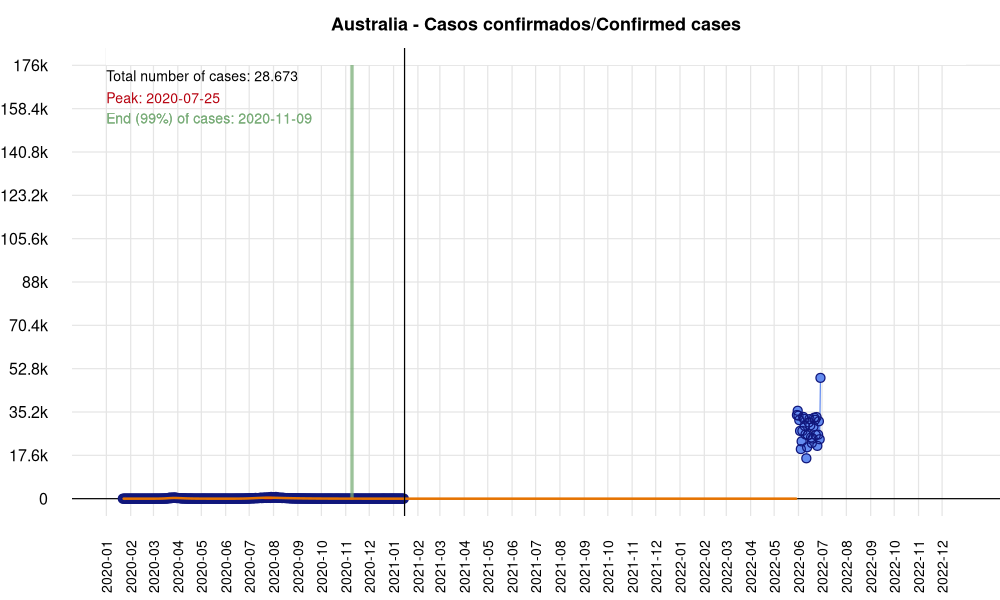 Australia - Casos confirmados/Confirmed cases
176k
Total number of cases: 28.673
Peak: 2020-07-25
158.4k
End (99%) of cases: 2020-11-09
140.8k
123.2k
105.6k
88k
70.4k
52.8k
35.2k
17.6k
0
2020-01
2020-02
2020-03
2020-04
2020-05
2020-06
2020-07
2020-08
2020-09
2020-10
2020-11
2020-12
2021-01
2021-02
2021-03
2021-04
2021-05
2021-06
2021-07
2021-08
2021-09
2021-10
2021-11
2021-12
2022-01
2022-02
2022-03
2022-04
2022-05
2022-06
2022-07
2022-08
2022-09
2022-10
2022-11
2022-12